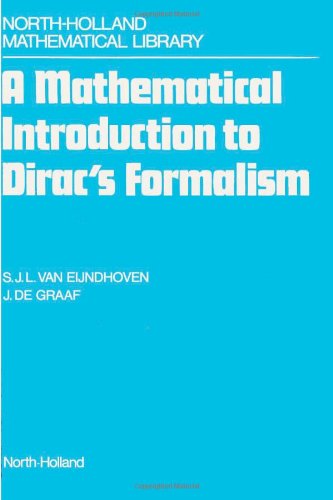 NORTH-HOLLAND
MATHEMATICAL LIBRARY
A Mathematical
Introduction to
Dirac's Formalism
S.J.L. VAN EIJNDHOVEN
J. DE GRAAF
North-Holland